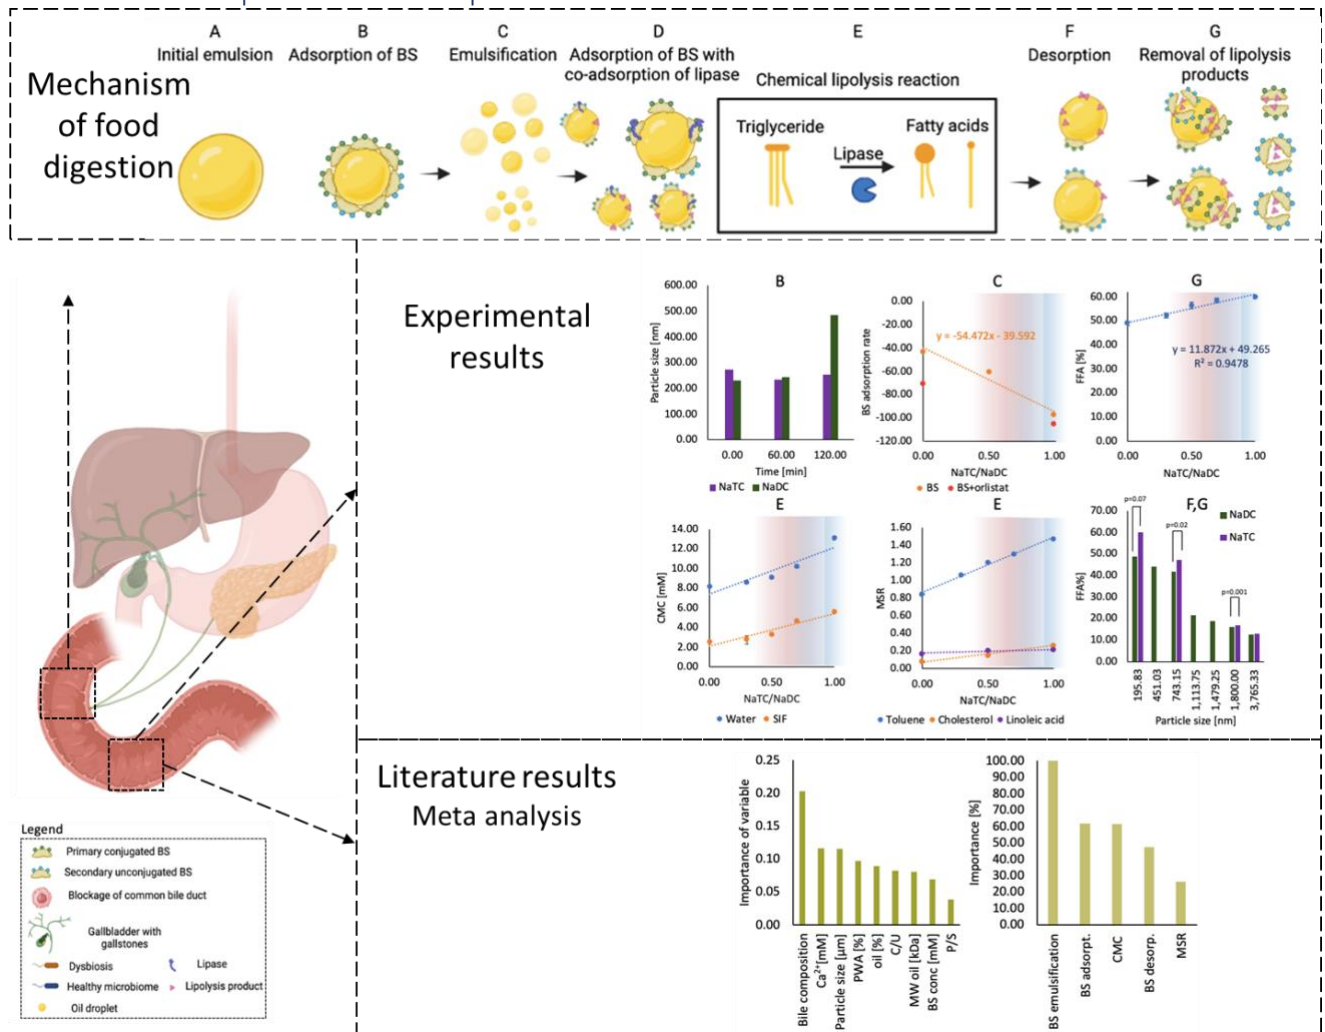 A
Initial emulsion
B
Adsorption of BS
C
Emulsification
D
Adsorption of BS with
co-adsorption of lipase
E
Chemical lipolysis reaction
F
Desorption
G
Removal of lipolysis
products
Mechanism
of food
digestion
Triglyceride
Lipase
Fatty acids
Experimental
results
B
Particle size [nm]
600.00
500.00
400.00
300.00
200.00
100.00
0.00
0.00 60.00 120.00
Time [min]
NaTC NaDC
C
BS adsorption rate
0.00
-20.00
-40.00
-60.00
-80.00
-100.00
-120.00
y = -54.472x - 39.592
0.00 0.50 1.00
NaTC/NaDC
BS BS+orlistat
G
FFA [%]
60.00
50.00
40.00
30.00
20.00
10.00
0.00
y = 11.872x + 49.265
R² = 0.9478
0.00 0.50 1.00
NaTC/NaDC
E
CMC [mM]
14.00
12.00
10.00
8.00
6.00
4.00
2.00
0.00
0.00 0.50 1.00
NaTC/NaDC
Water SIF
E
MSR
1.60
1.40
1.20
1.00
0.80
0.60
0.40
0.20
0.00
0.00 0.50 1.00
NaTC/NaDC
Toluene Cholesterol Linoleic acid
F,G
FFA%
70.00
60.00
50.00
40.00
30.00
20.00
10.00
0.00
p=0.07
p=0.02
p=0.001
NaDC
NaTC
195.83
451.03
743.15
1,113.75
1,479.25
1,800.00
3,765.33
Particle size [nm]
Literature results
Meta analysis
Importance of variable
0.25
0.20
0.15
0.10
0.05
0.00
Bile composition
Ca²⁺[mM]
Particle size [µm]
PWA [%]
oil [%]
C/U
MW oil [kDa]
BS conc [mM]
P/S
Importance [%]
100.00
90.00
80.00
70.00
60.00
50.00
40.00
30.00
20.00
10.00
0.00
BS emulsification
BS adsorpt.
CMC
BS desorp.
MSR
Legend
Primary conjugated BS
Secondary unconjugated BS
Blockage of common bile duct
Gallbladder with
gallstones
Dysbiosis
Lipase
Healthy microbiome
Lipolysis product
Oil droplet